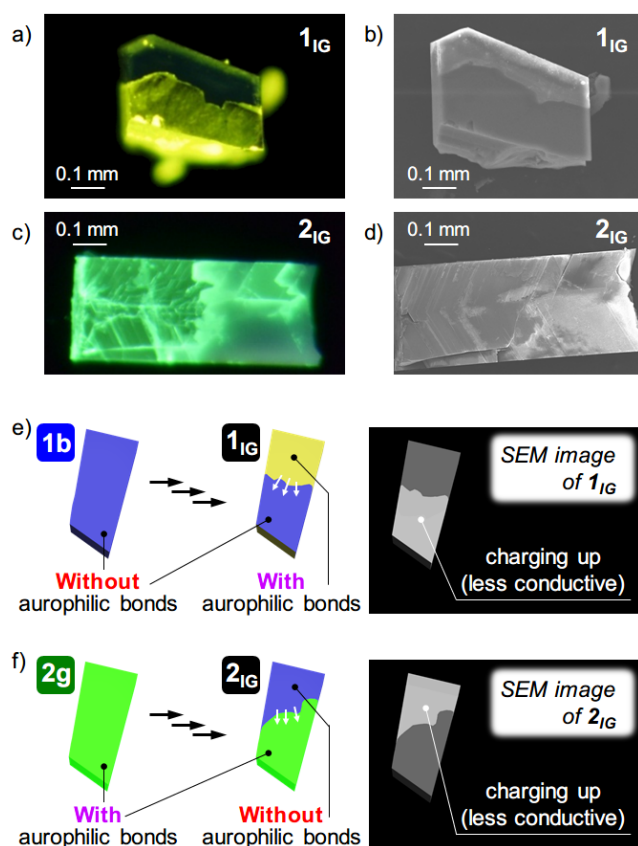 a)
1IG
0.1 mm
b)
1IG
0.1 mm
c)
0.1 mm
2IG
d)
0.1 mm
2IG
e)
1b
1IG
SEM image
of 1IG
charging up
(less conductive)
Without
aurophilic bonds
With
aurophilic bonds
f)
2g
2IG
SEM image
of 2IG
charging up
(less conductive)
With
aurophilic bonds
Without
aurophilic bonds